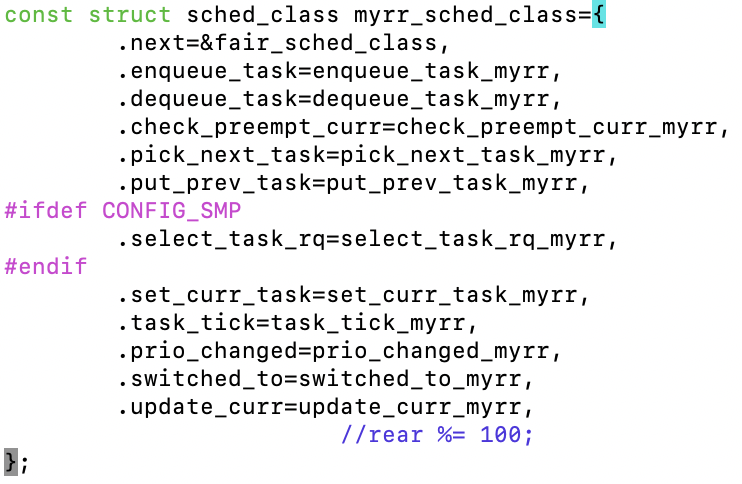 const struct sched_class myrr_sched_class={
.next=&fair_sched_class,
.enqueue_task=enqueue_task_myrr,
.dequeue_task=dequeue_task_myrr,
.check_preempt_curr=check_preempt_curr_myrr,
.pick_next_task=pick_next_task_myrr,
.put_prev_task=put_prev_task_myrr,
#ifdef CONFIG_SMP
.select_task_rq=select_task_rq_myrr,
#endif
.set_curr_task=set_curr_task_myrr,
.task_tick=task_tick_myrr,
.prio_changed=prio_changed_myrr,
.switched_to=switched_to_myrr,
.update_curr=update_curr_myrr,
//rear %= 100;
};